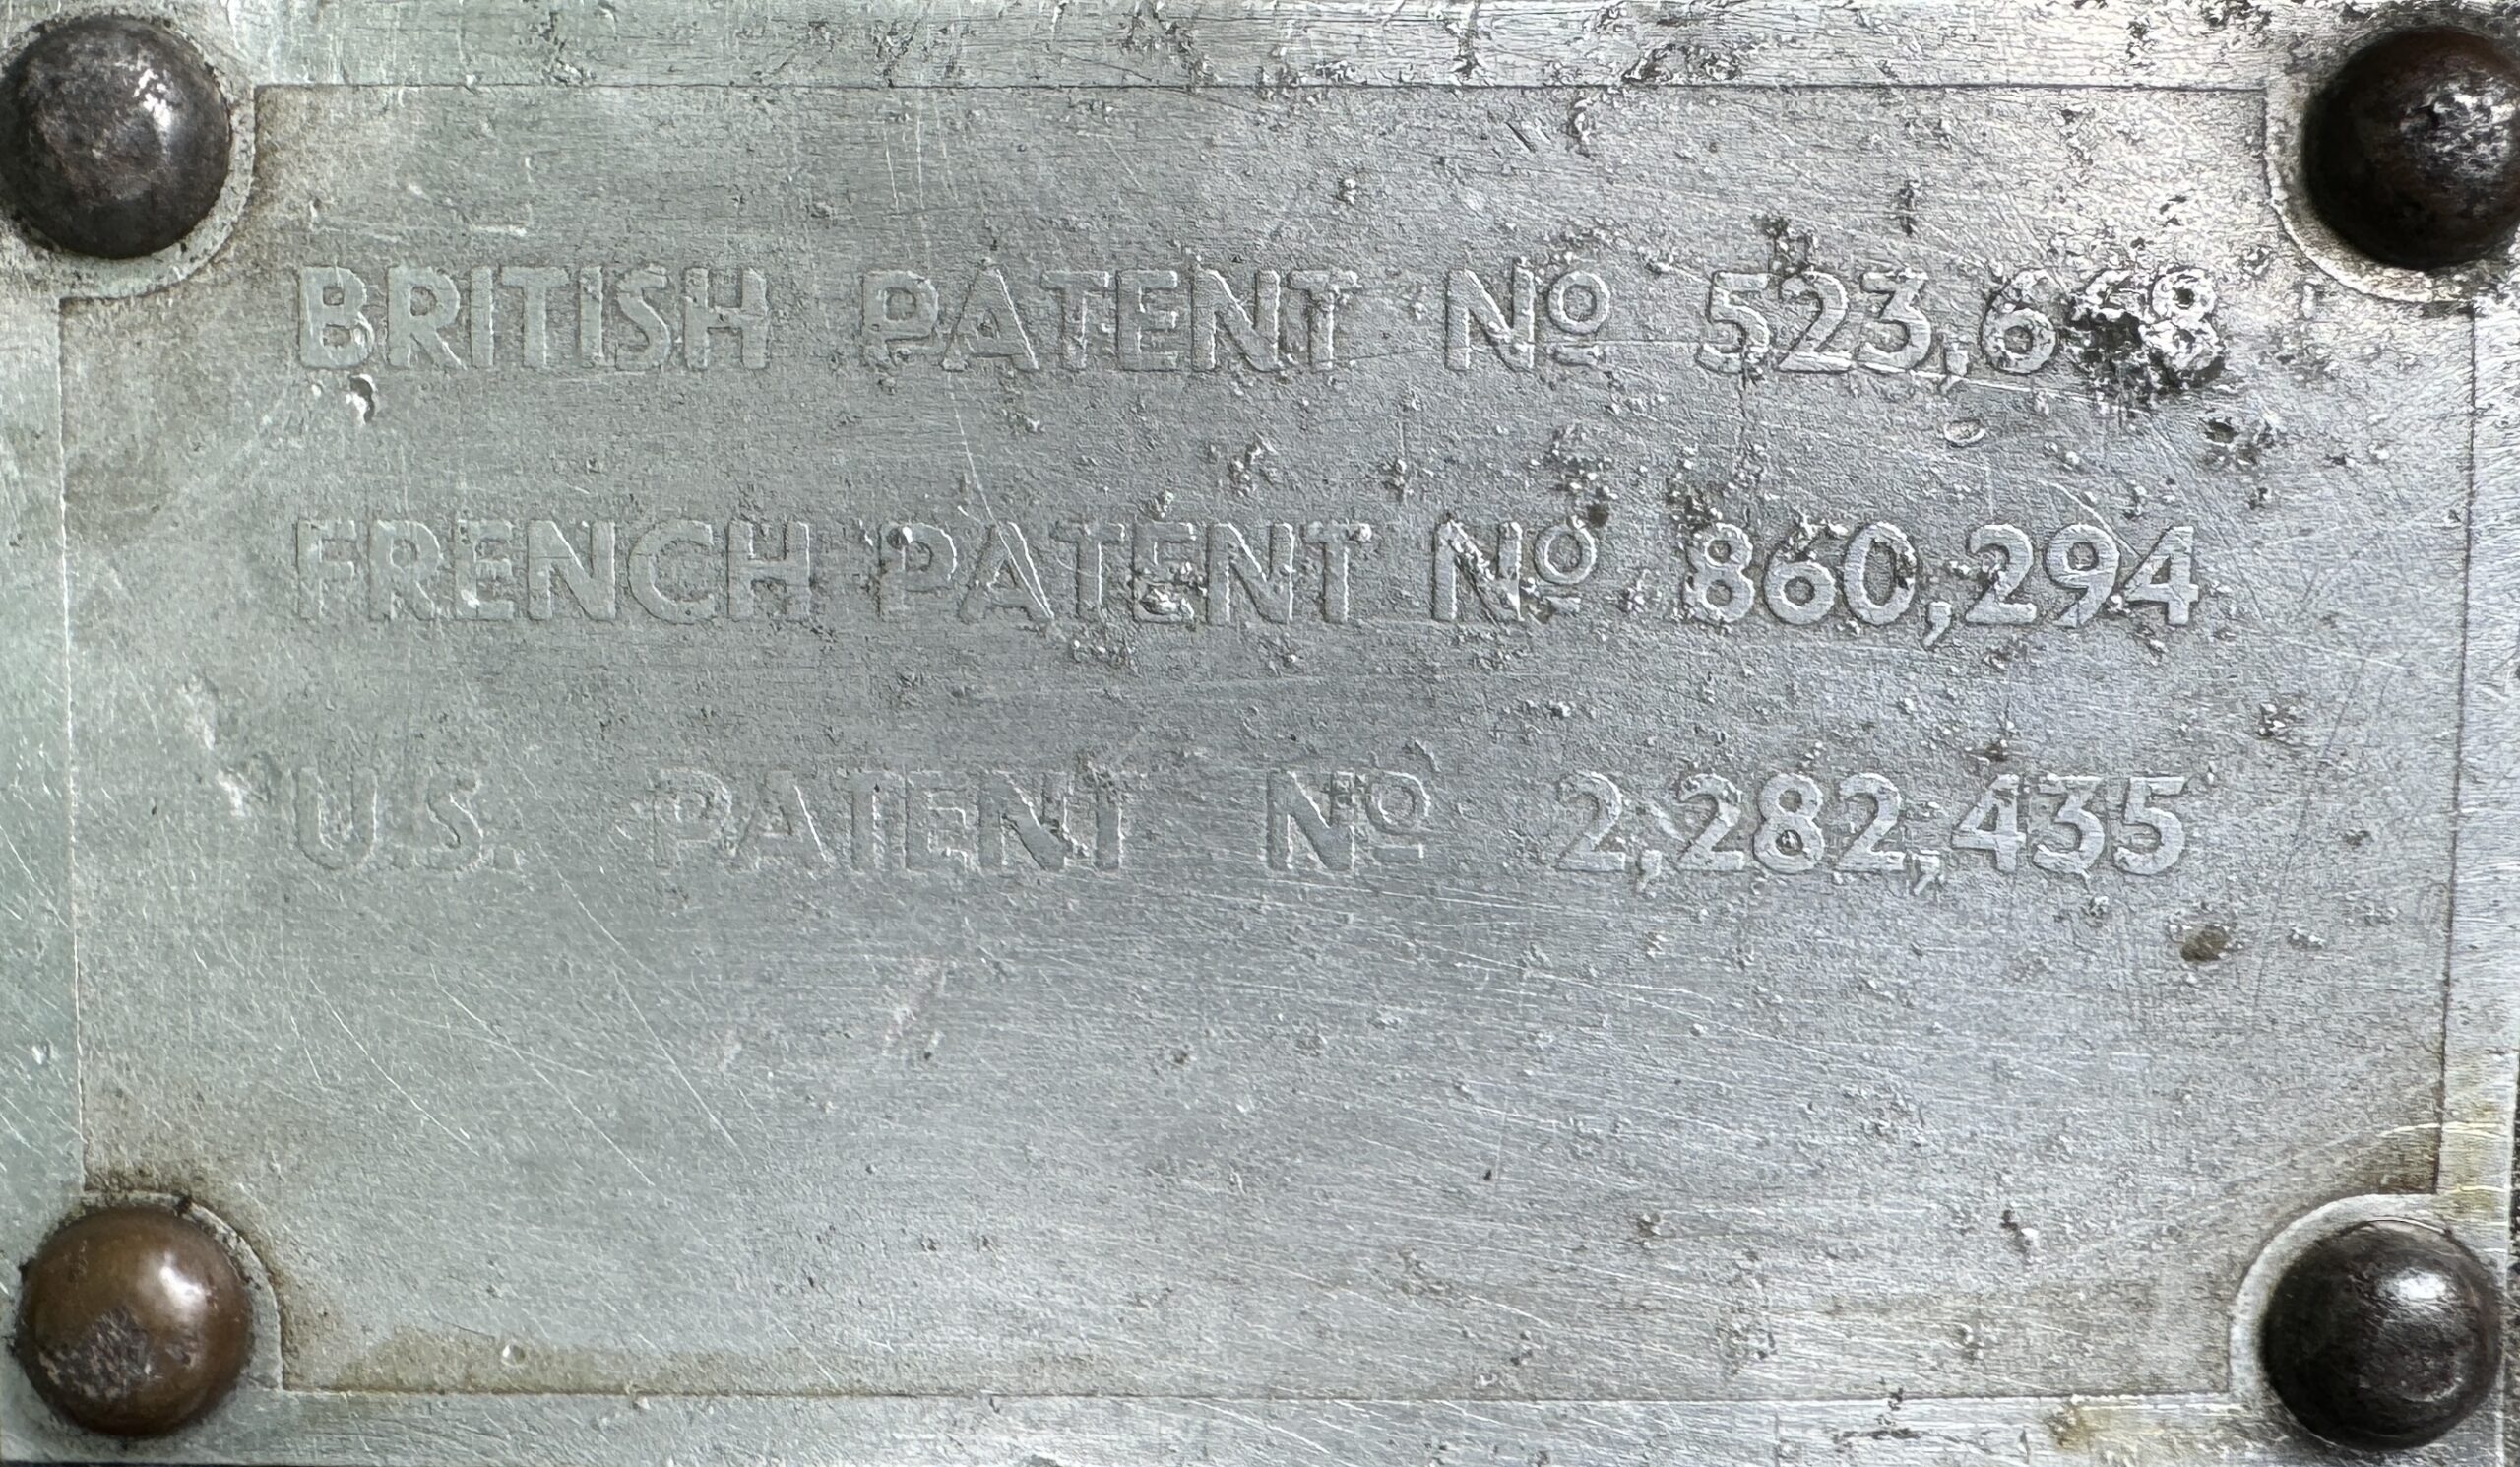 BRITISH PATENT Nº
FRENCH PATENT Nº 860,294
U.S. PATENT Nº 2,282,435